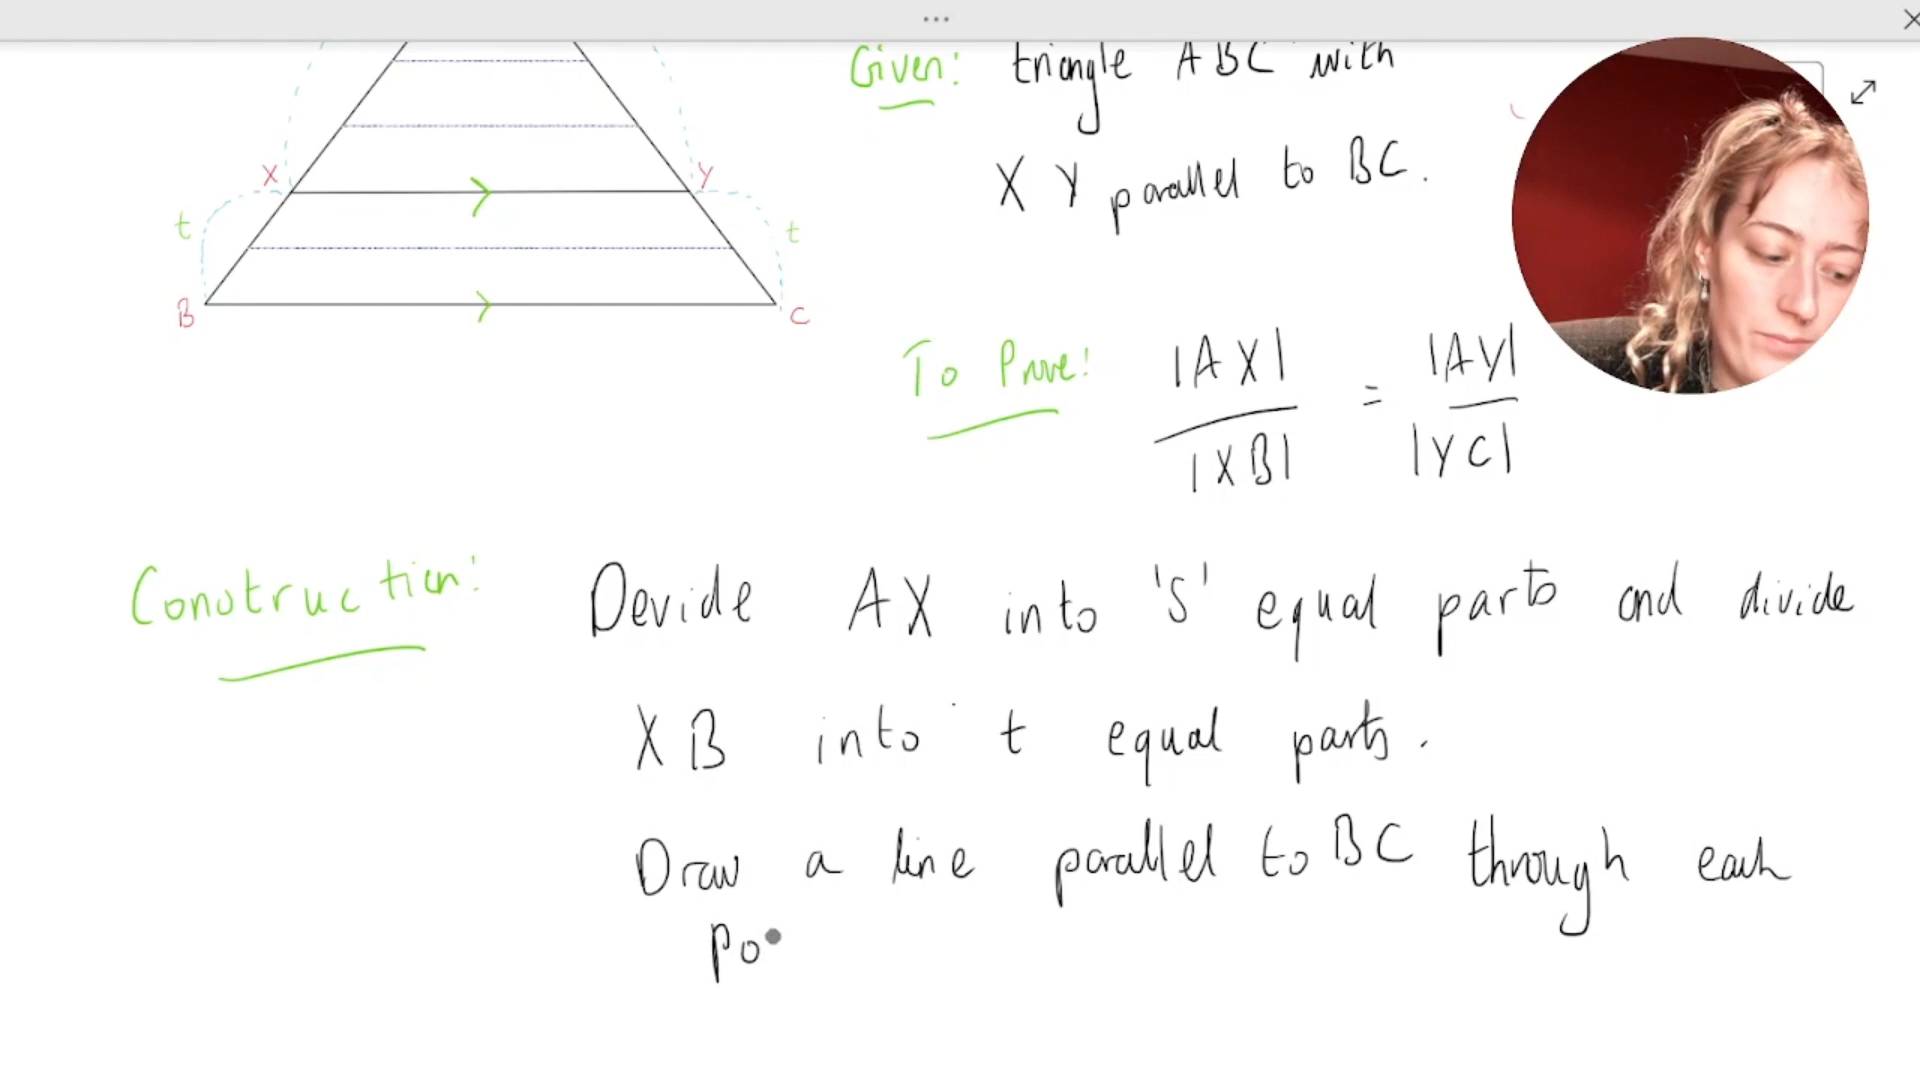 Given: triangle ABC with
X Y parallel to BC.
X
Y
t
t
B
C
To Prove: |AX| = |AY|
|XB| |YC|
Construction: Devide AX into 's' equal parts and divide
XB into t equal parts.
Draw a line parallel to BC through each
po